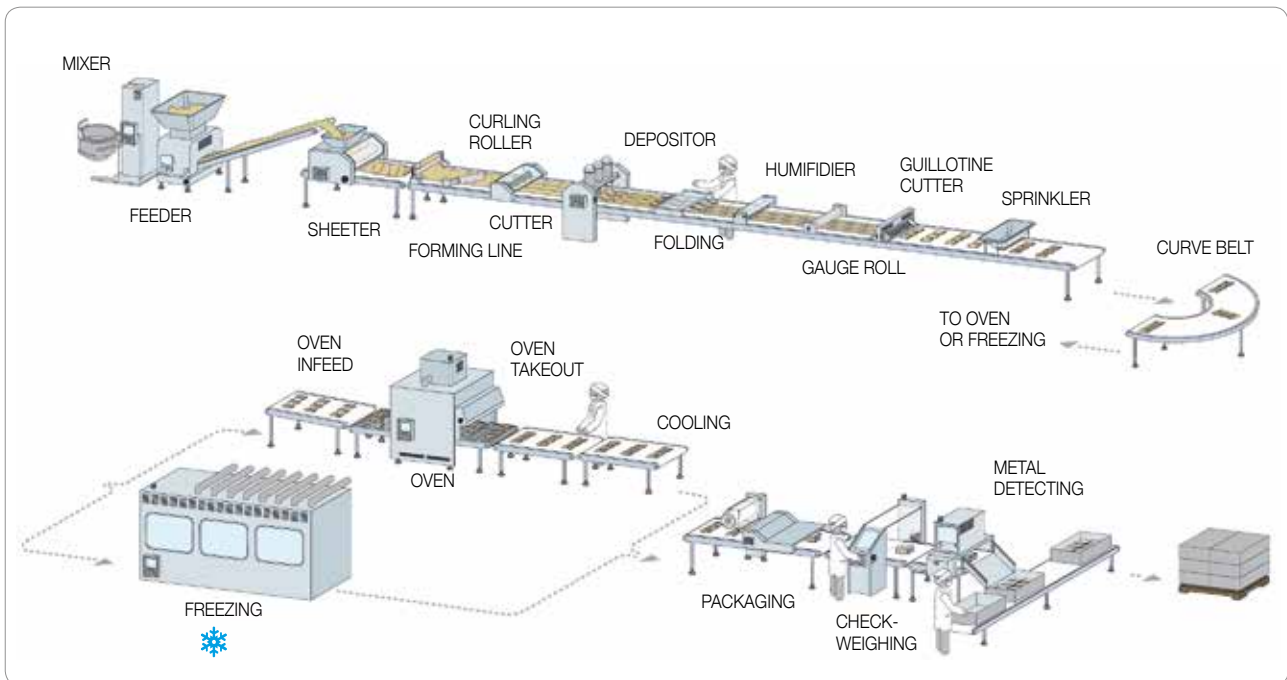 MIXER
FEEDER
SHEETER
FORMING LINE
CURLING
ROLLER
CUTTER
DEPOSITOR
FOLDING
HUMIFIDIER
GAUGE ROLL
GUILLOTINE
CUTTER
SPRINKLER
CURVE BELT
TO OVEN
OR FREEZING
OVEN
INFEED
OVEN
OVEN
TAKEOUT
COOLING
FREEZING
PACKAGING
CHECK-
WEIGHING
METAL
DETECTING